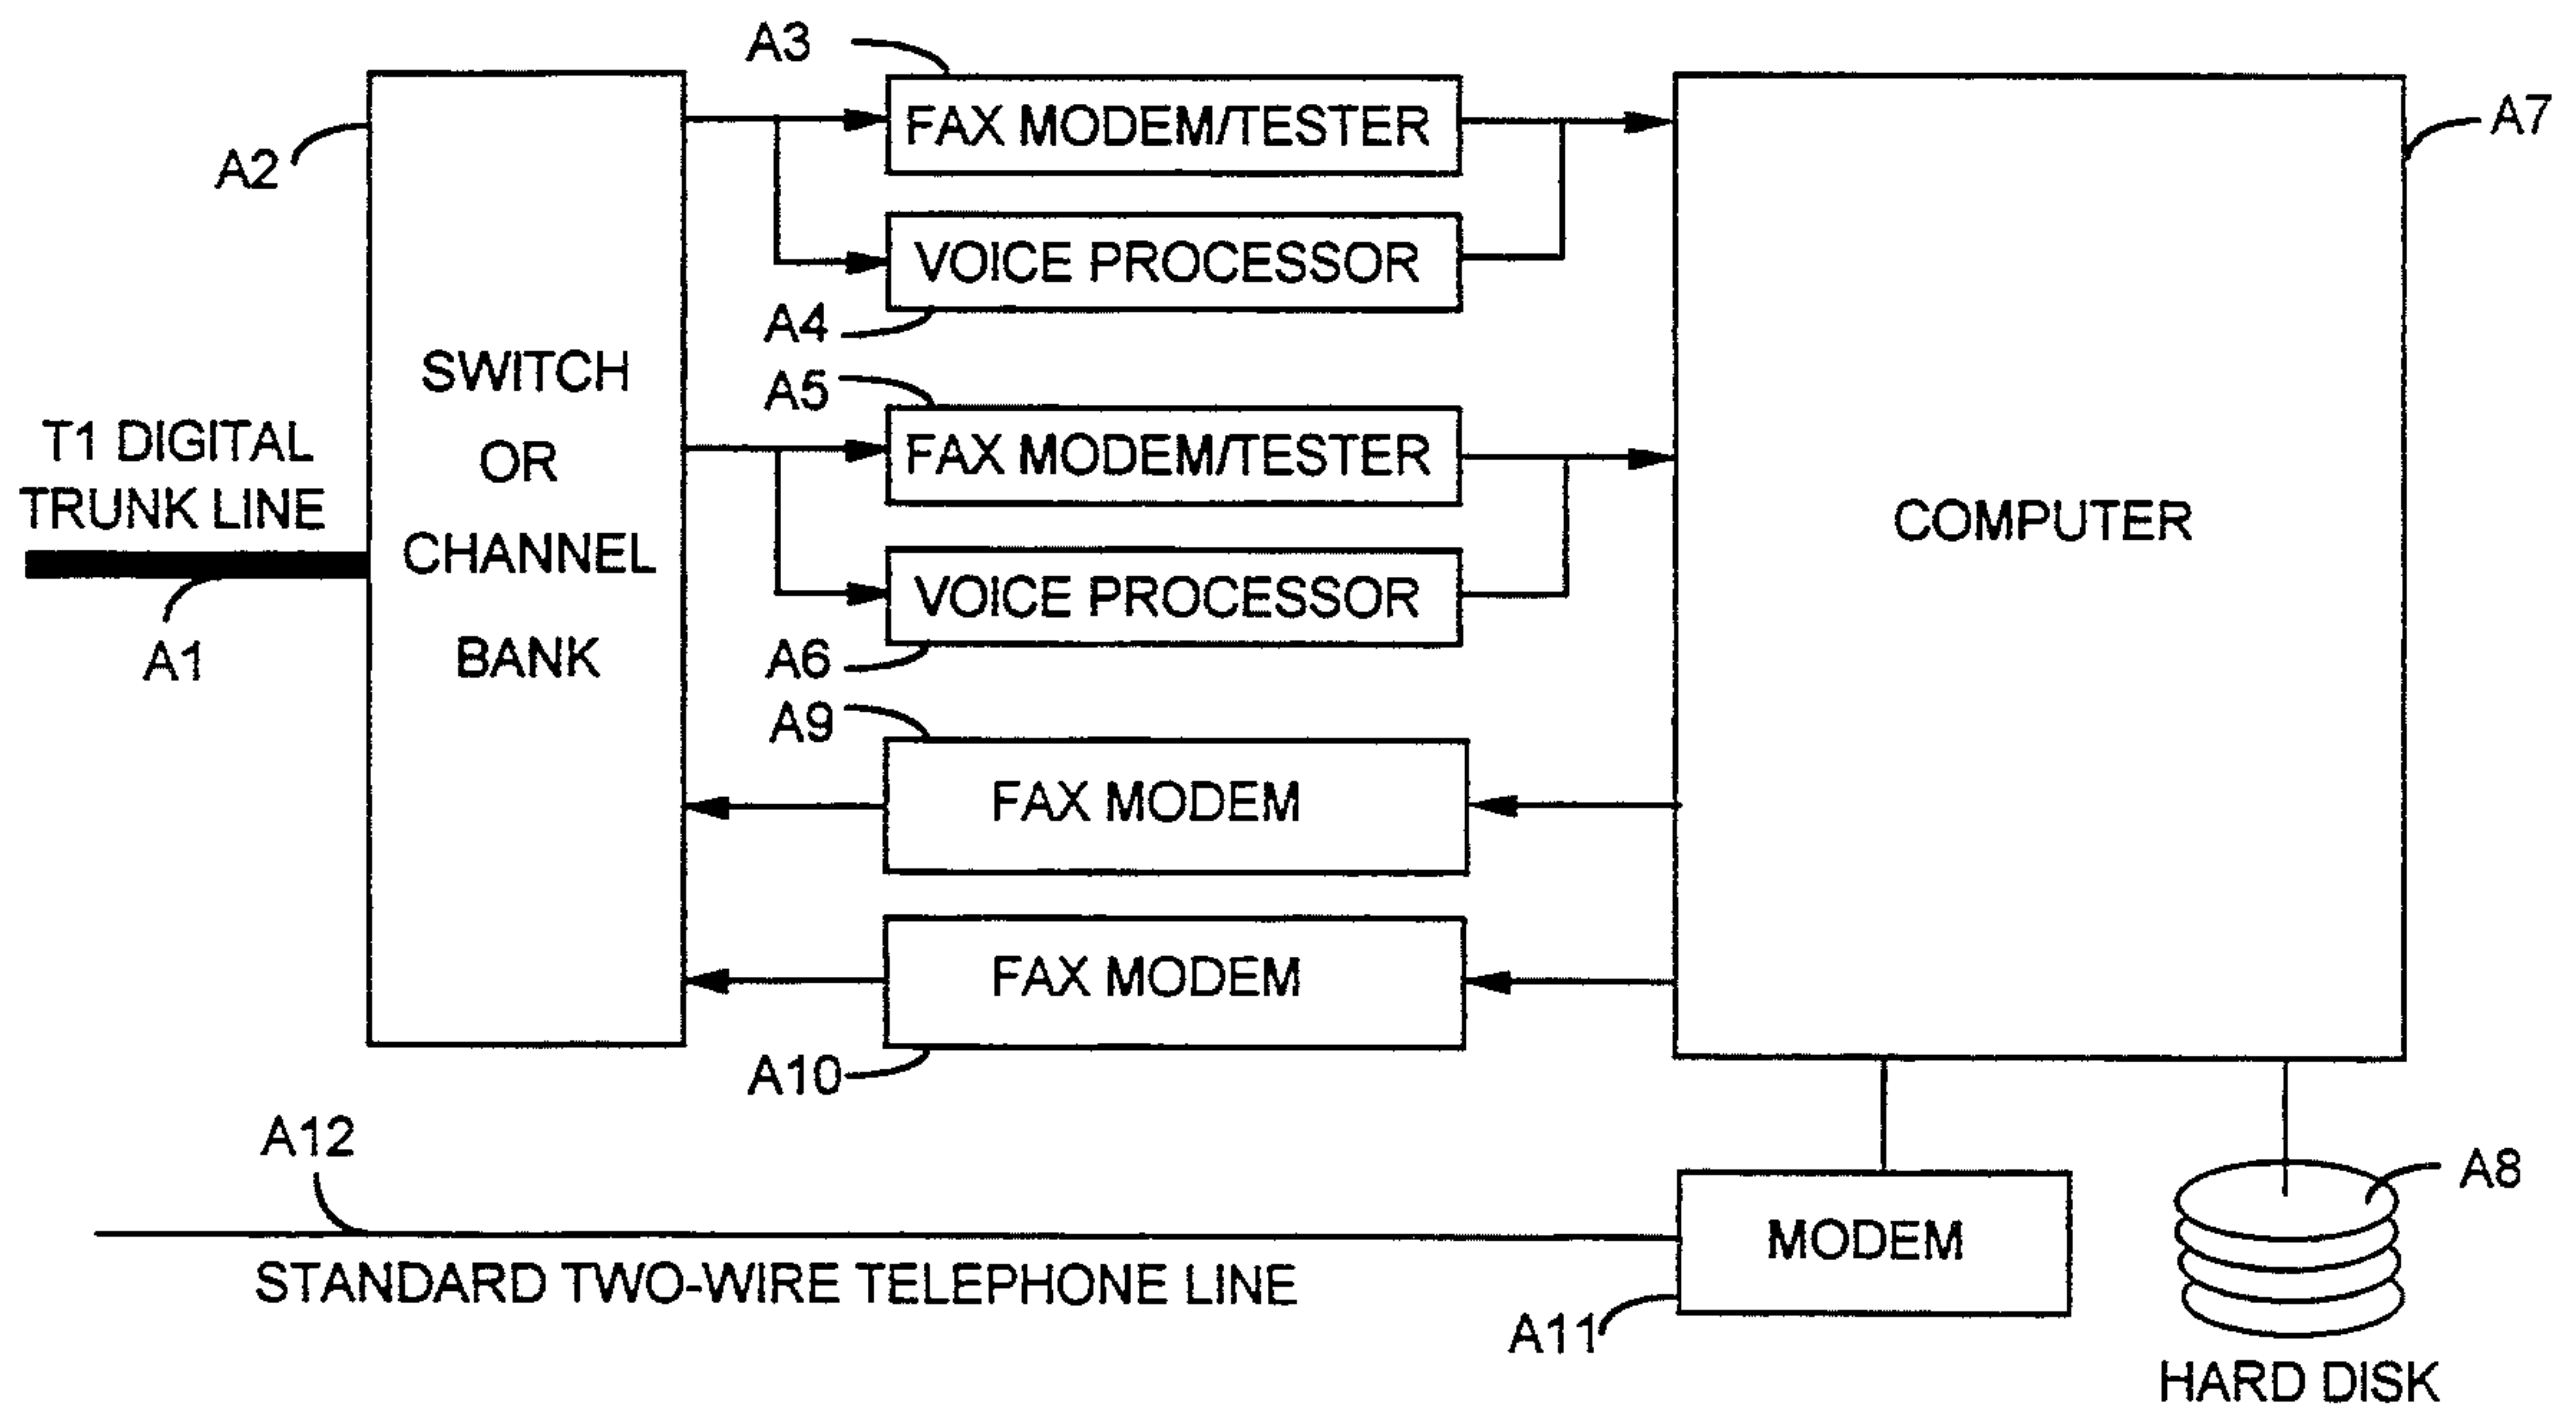 A3
FAX MODEM/TESTER
A7
A2
VOICE PROCESSOR
A4
SWITCH
OR
CHANNEL
BANK
A5
T1 DIGITAL
TRUNK LINE
FAX MODEM/TESTER
COMPUTER
VOICE PROCESSOR
A1
A6
A9
FAX MODEM
FAX MODEM
A10
A12
A8
MODEM
STANDARD TWO-WIRE TELEPHONE LINE
A11
HARD DISK